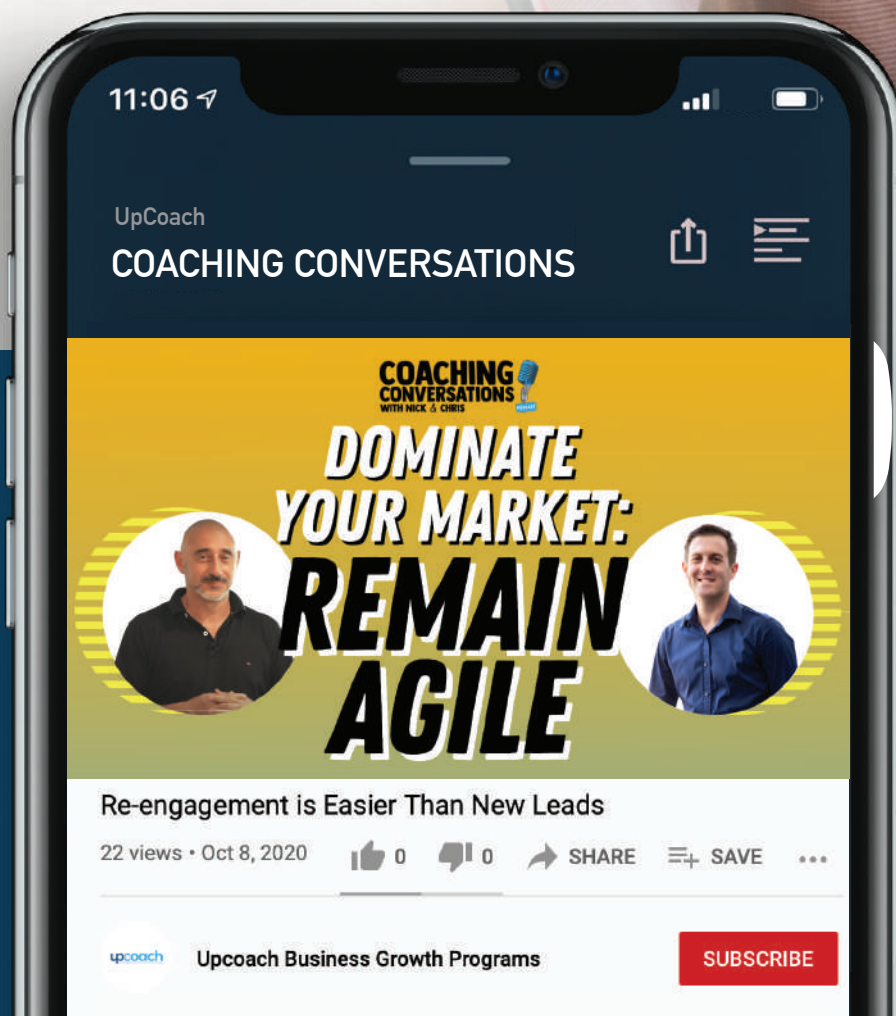 11:06
UpCoach
COACHING CONVERSATIONS
COACHING
CONVERSATIONS
WITH NICK & CHRIS
PODCAST
DOMINATE
YOUR MARKET:
REMAIN
AGILE
Re-engagement is Easier Than New Leads
22 views • Oct 8, 2020 0 0 SHARE SAVE
upcoach Upcoach Business Growth Programs SUBSCRIBE